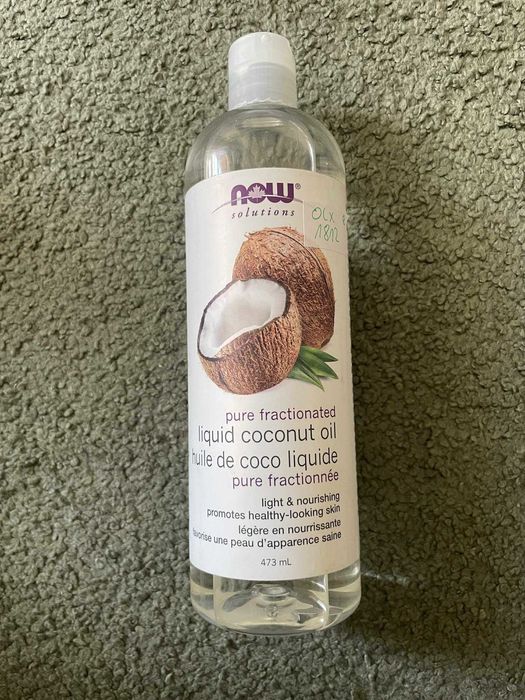 now®
solutions
pure fractionated
liquid coconut oil
huile de coco liquide
pure fractionnée
light & nourishing
promotes healthy-looking skin
légère en nourrissante
favorise une peau d'apparence saine
473 mL